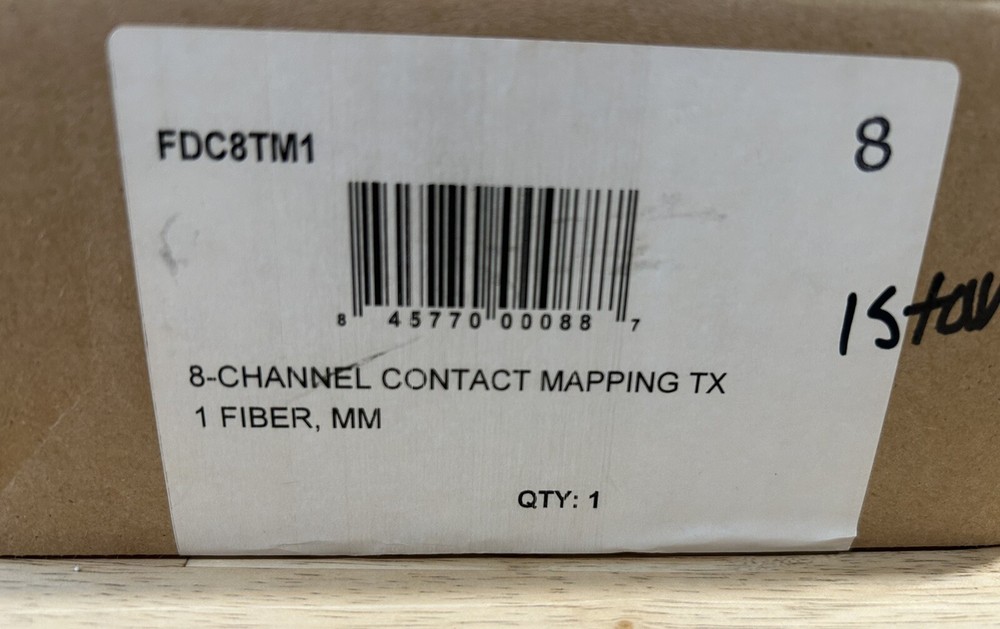 FDC8TM1
8
8 45770 00088 7
8-CHANNEL CONTACT MAPPING TX
1 FIBER, MM
QTY: 1